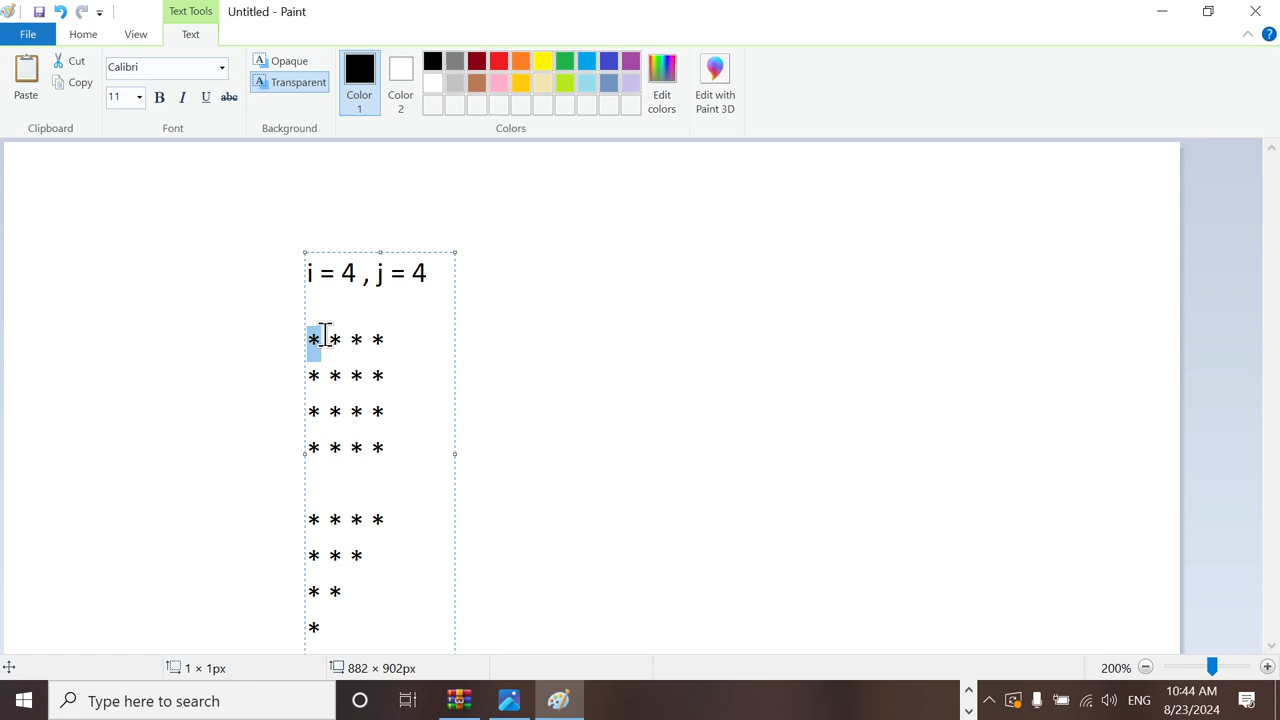 Text Tools
Untitled - Paint
File
Home
View
Text
Paste
Cut
Copy
Clipboard
Calibri
11
B
I
U
abc
Font
Opaque
Transparent
Background
Color
1
Color
2
Edit
colors
Colors
Edit with
Paint 3D
i = 4 , j = 4
* * * *
* * * *
* * * *
* * * *
* * * *
* * *
* *
*
1 × 1px
882 × 902px
200%
Type here to search
ENG
10:44 AM
8/23/2024